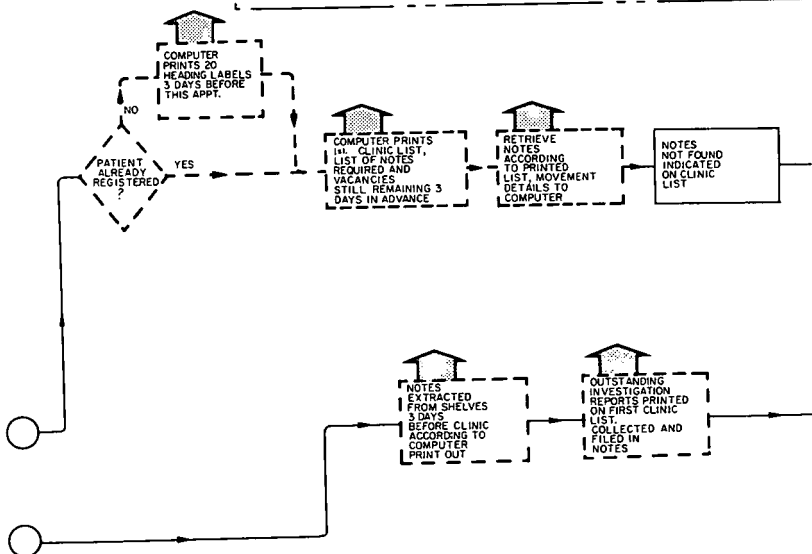 COMPUTER
PRINTS 20
HEADING LABELS
3 DAYS BEFORE
THIS APPT.
NO
PATIENT
ALREADY
REGISTERED
?
YES
COMPUTER PRINTS
1st. CLINIC LIST,
LIST OF NOTES
REQUIRED AND
VACANCIES
STILL REMAINING 3
DAYS IN ADVANCE
RETRIEVE
NOTES
ACCORDING
TO PRINTED
LIST, MOVEMENT
DETAILS TO
COMPUTER
NOTES
NOT FOUND
INDICATED
ON CLINIC
LIST
NOTES
EXTRACTED
FROM SHELVES
3 DAYS
BEFORE CLINIC
ACCORDING TO
COMPUTER
PRINT OUT
OUTSTANDING
INVESTIGATION
REPORTS PRINTED
ON FIRST CLINIC
LIST.
COLLECTED AND
FILED IN
NOTES